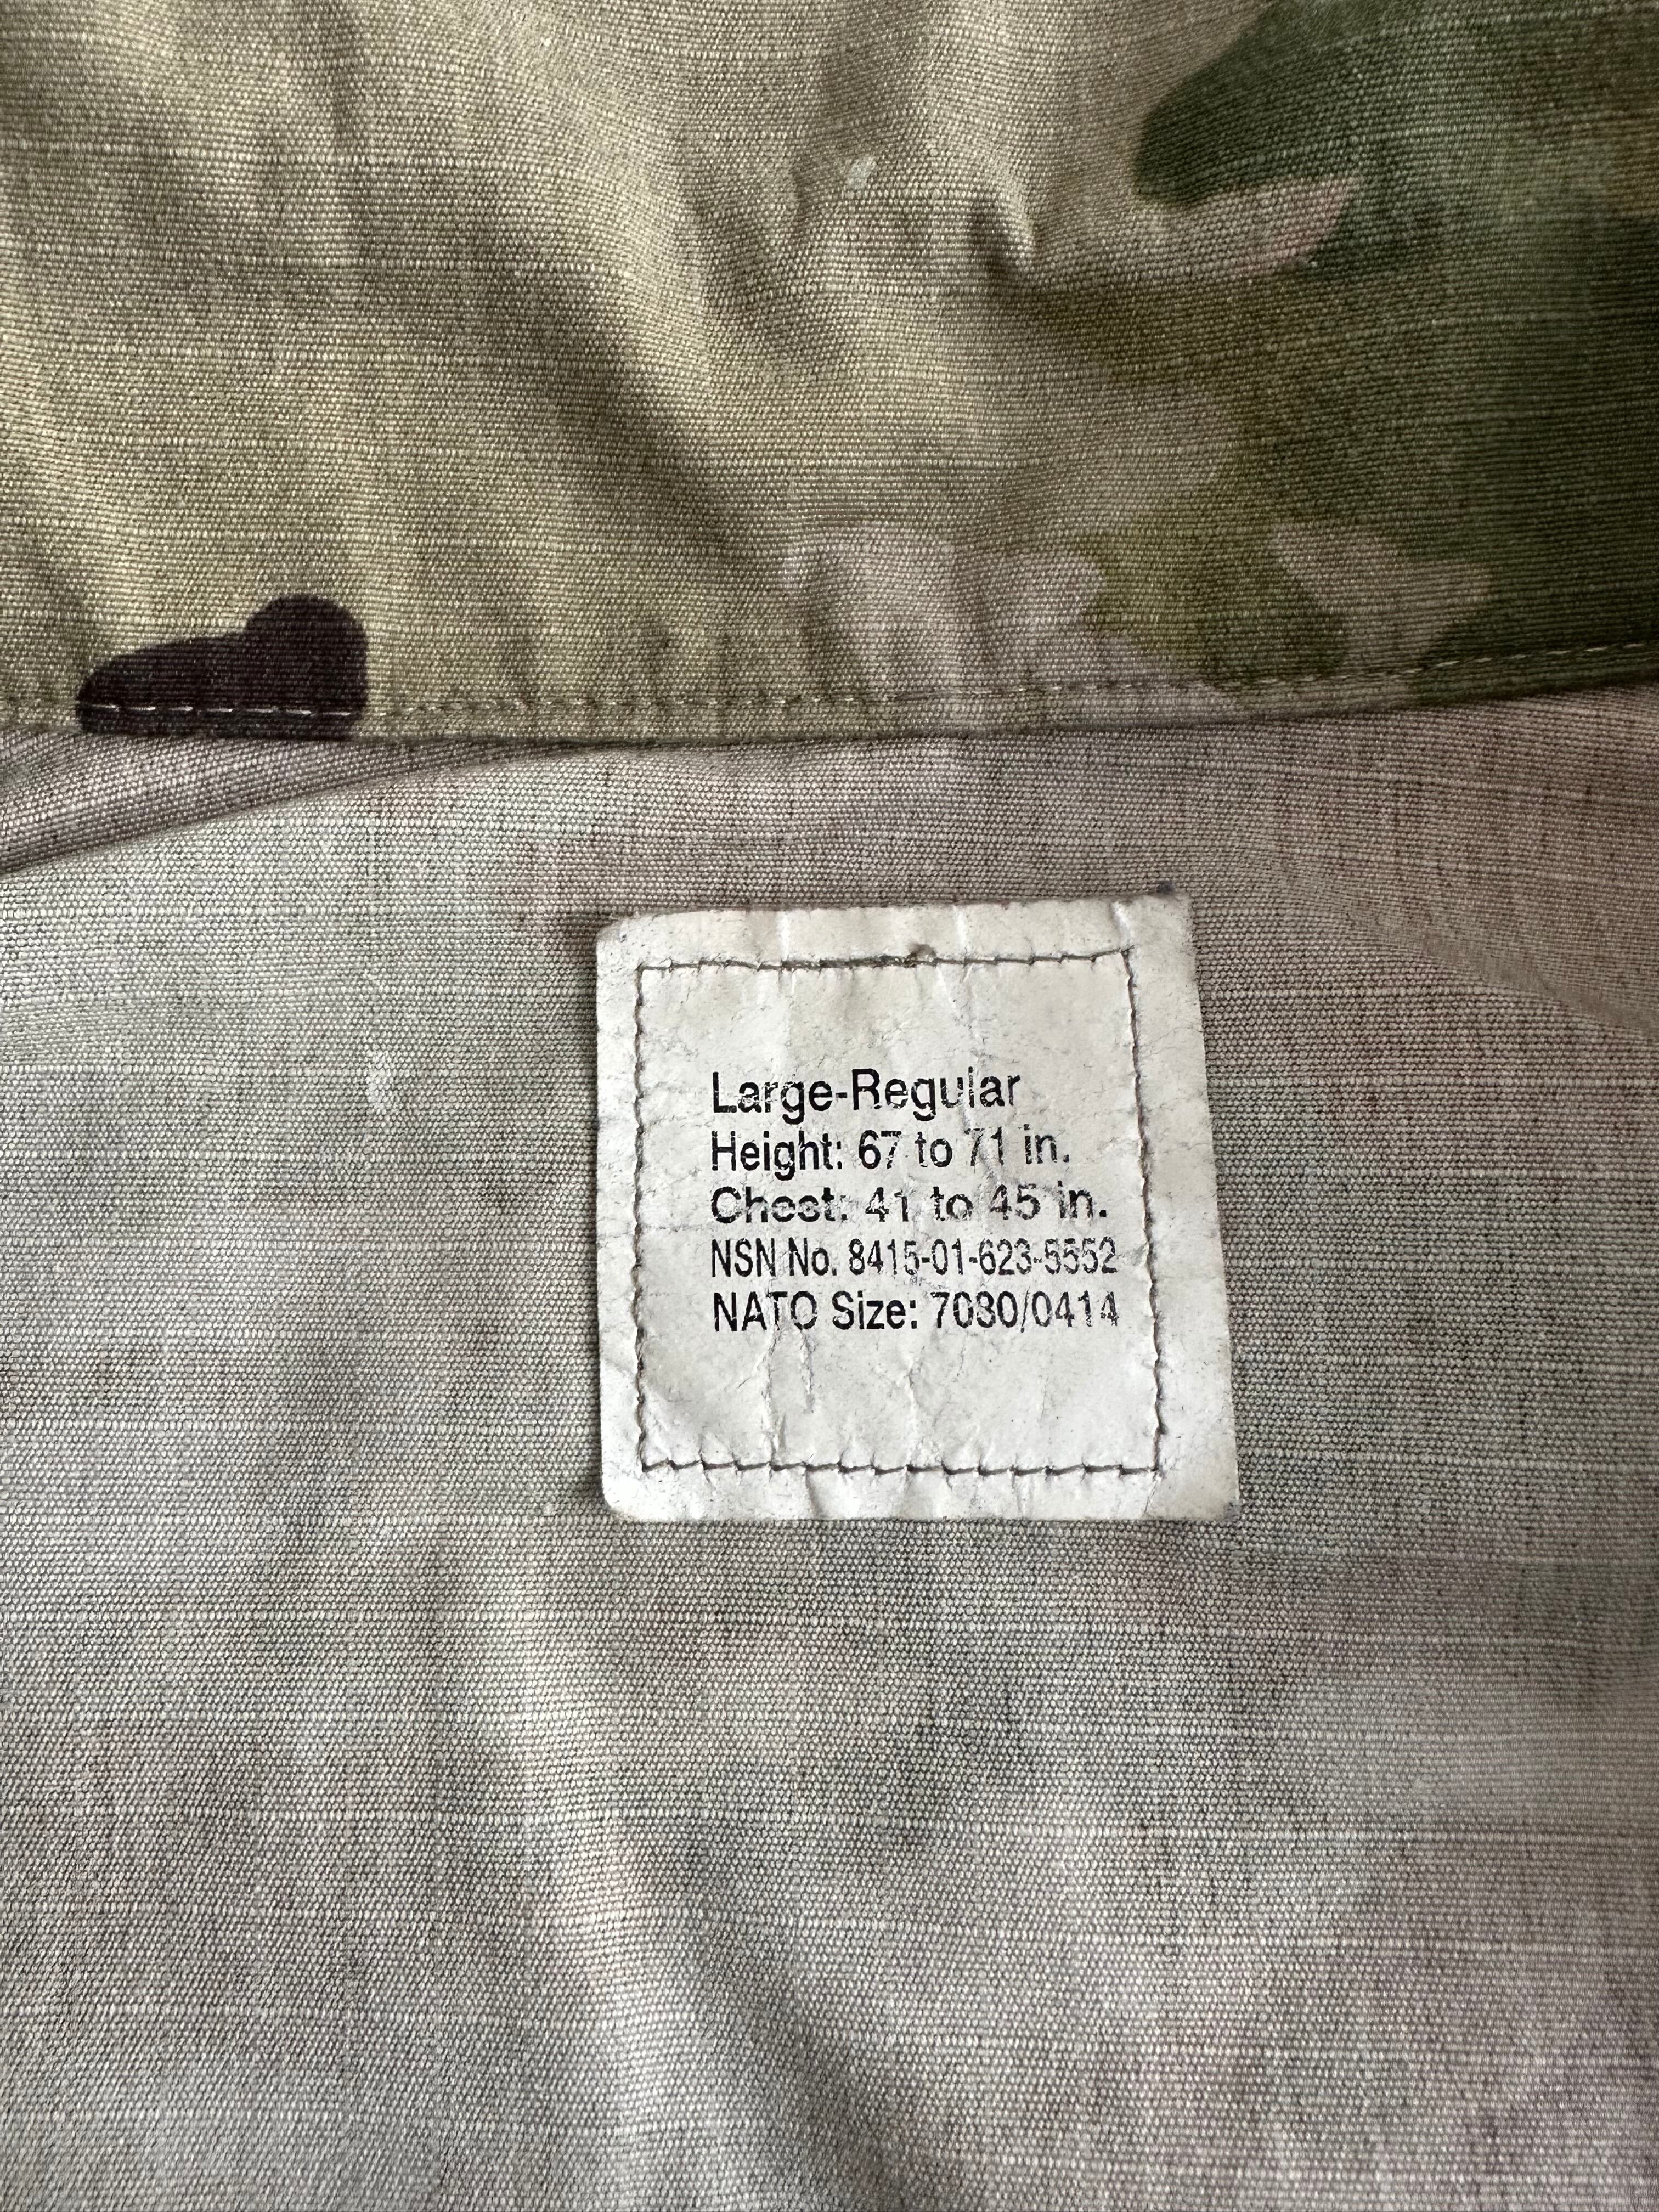 Large-Regular
Height: 67 to 71 in.
Chest: 41 to 45 in.
NSN No. 8415-01-623-5552
NATO Size: 7080/0414